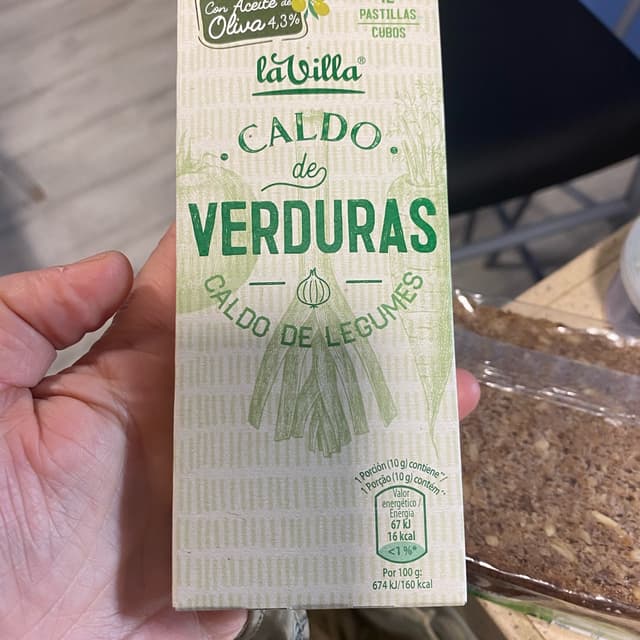 Con Aceite de
Oliva 4,3%
PASTILLAS
CUBOS
laVilla®
CALDO
de
VERDURAS
CALDO DE LEGUMES
1 Porción (10 g) contiene*/
1 Porção (10 g) contém**
Valor
energético /
Energia
67 kJ
16 kcal
<1 %*
Por 100 g:
674 kJ/160 kcal